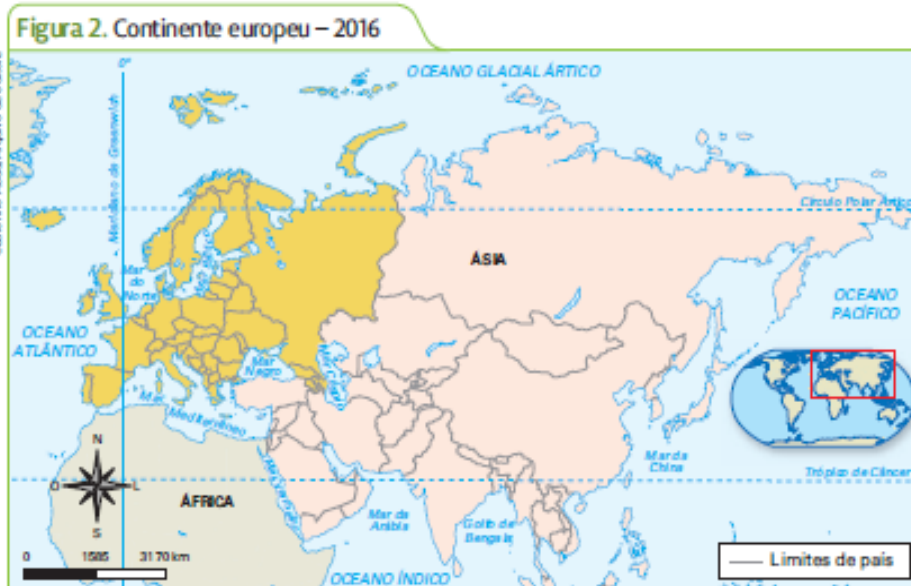 Figura 2. Continente europeu – 2016
0°
OCEANO GLACIAL ÁRTICO
Meridiano de Greenwich
Círculo Polar Ártico
ÁSIA
Mar
do
Norte
OCEANO
PACÍFICO
OCEANO
ATLÂNTICO
Mar
Negro
Mar Mediterrâneo
Mar da
China
N
O
L
S
Trópico de Câncer
ÁFRICA
Mar da
Arábia
Golfo de
Bengala
0 1585 3170 km
OCEANO ÍNDICO
Limites de país